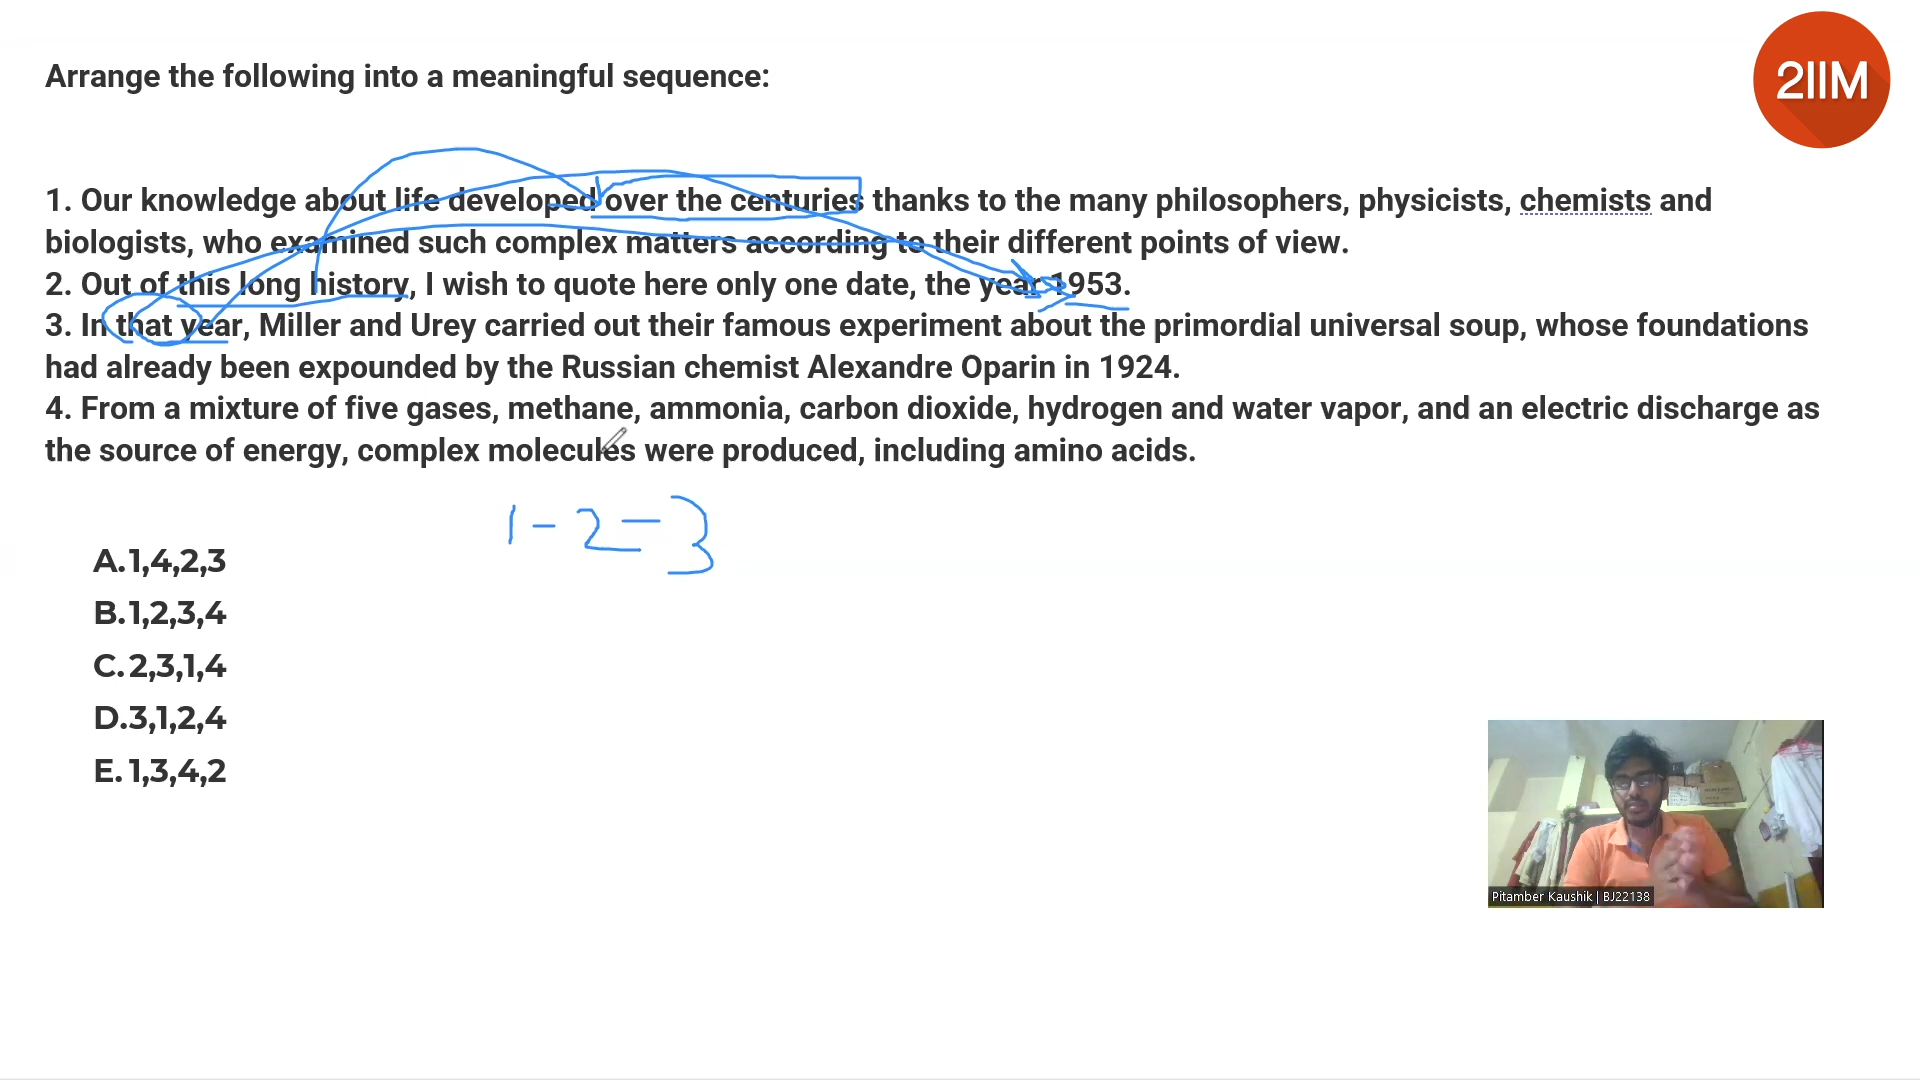 Arrange the following into a meaningful sequence:
2IIM
1. Our knowledge about life developed over the centuries thanks to the many philosophers, physicists, chemists and
biologists, who examined such complex matters according to their different points of view.
2. Out of this long history, I wish to quote here only one date, the year 1953.
3. In that year, Miller and Urey carried out their famous experiment about the primordial universal soup, whose foundations
had already been expounded by the Russian chemist Alexandre Oparin in 1924.
4. From a mixture of five gases, methane, ammonia, carbon dioxide, hydrogen and water vapor, and an electric discharge as
the source of energy, complex molecules were produced, including amino acids.
1-2=3
A. 1,4,2,3
B. 1,2,3,4
C. 2,3,1,4
D. 3,1,2,4
E. 1,3,4,2
Pitamber Kaushik | BJ22138